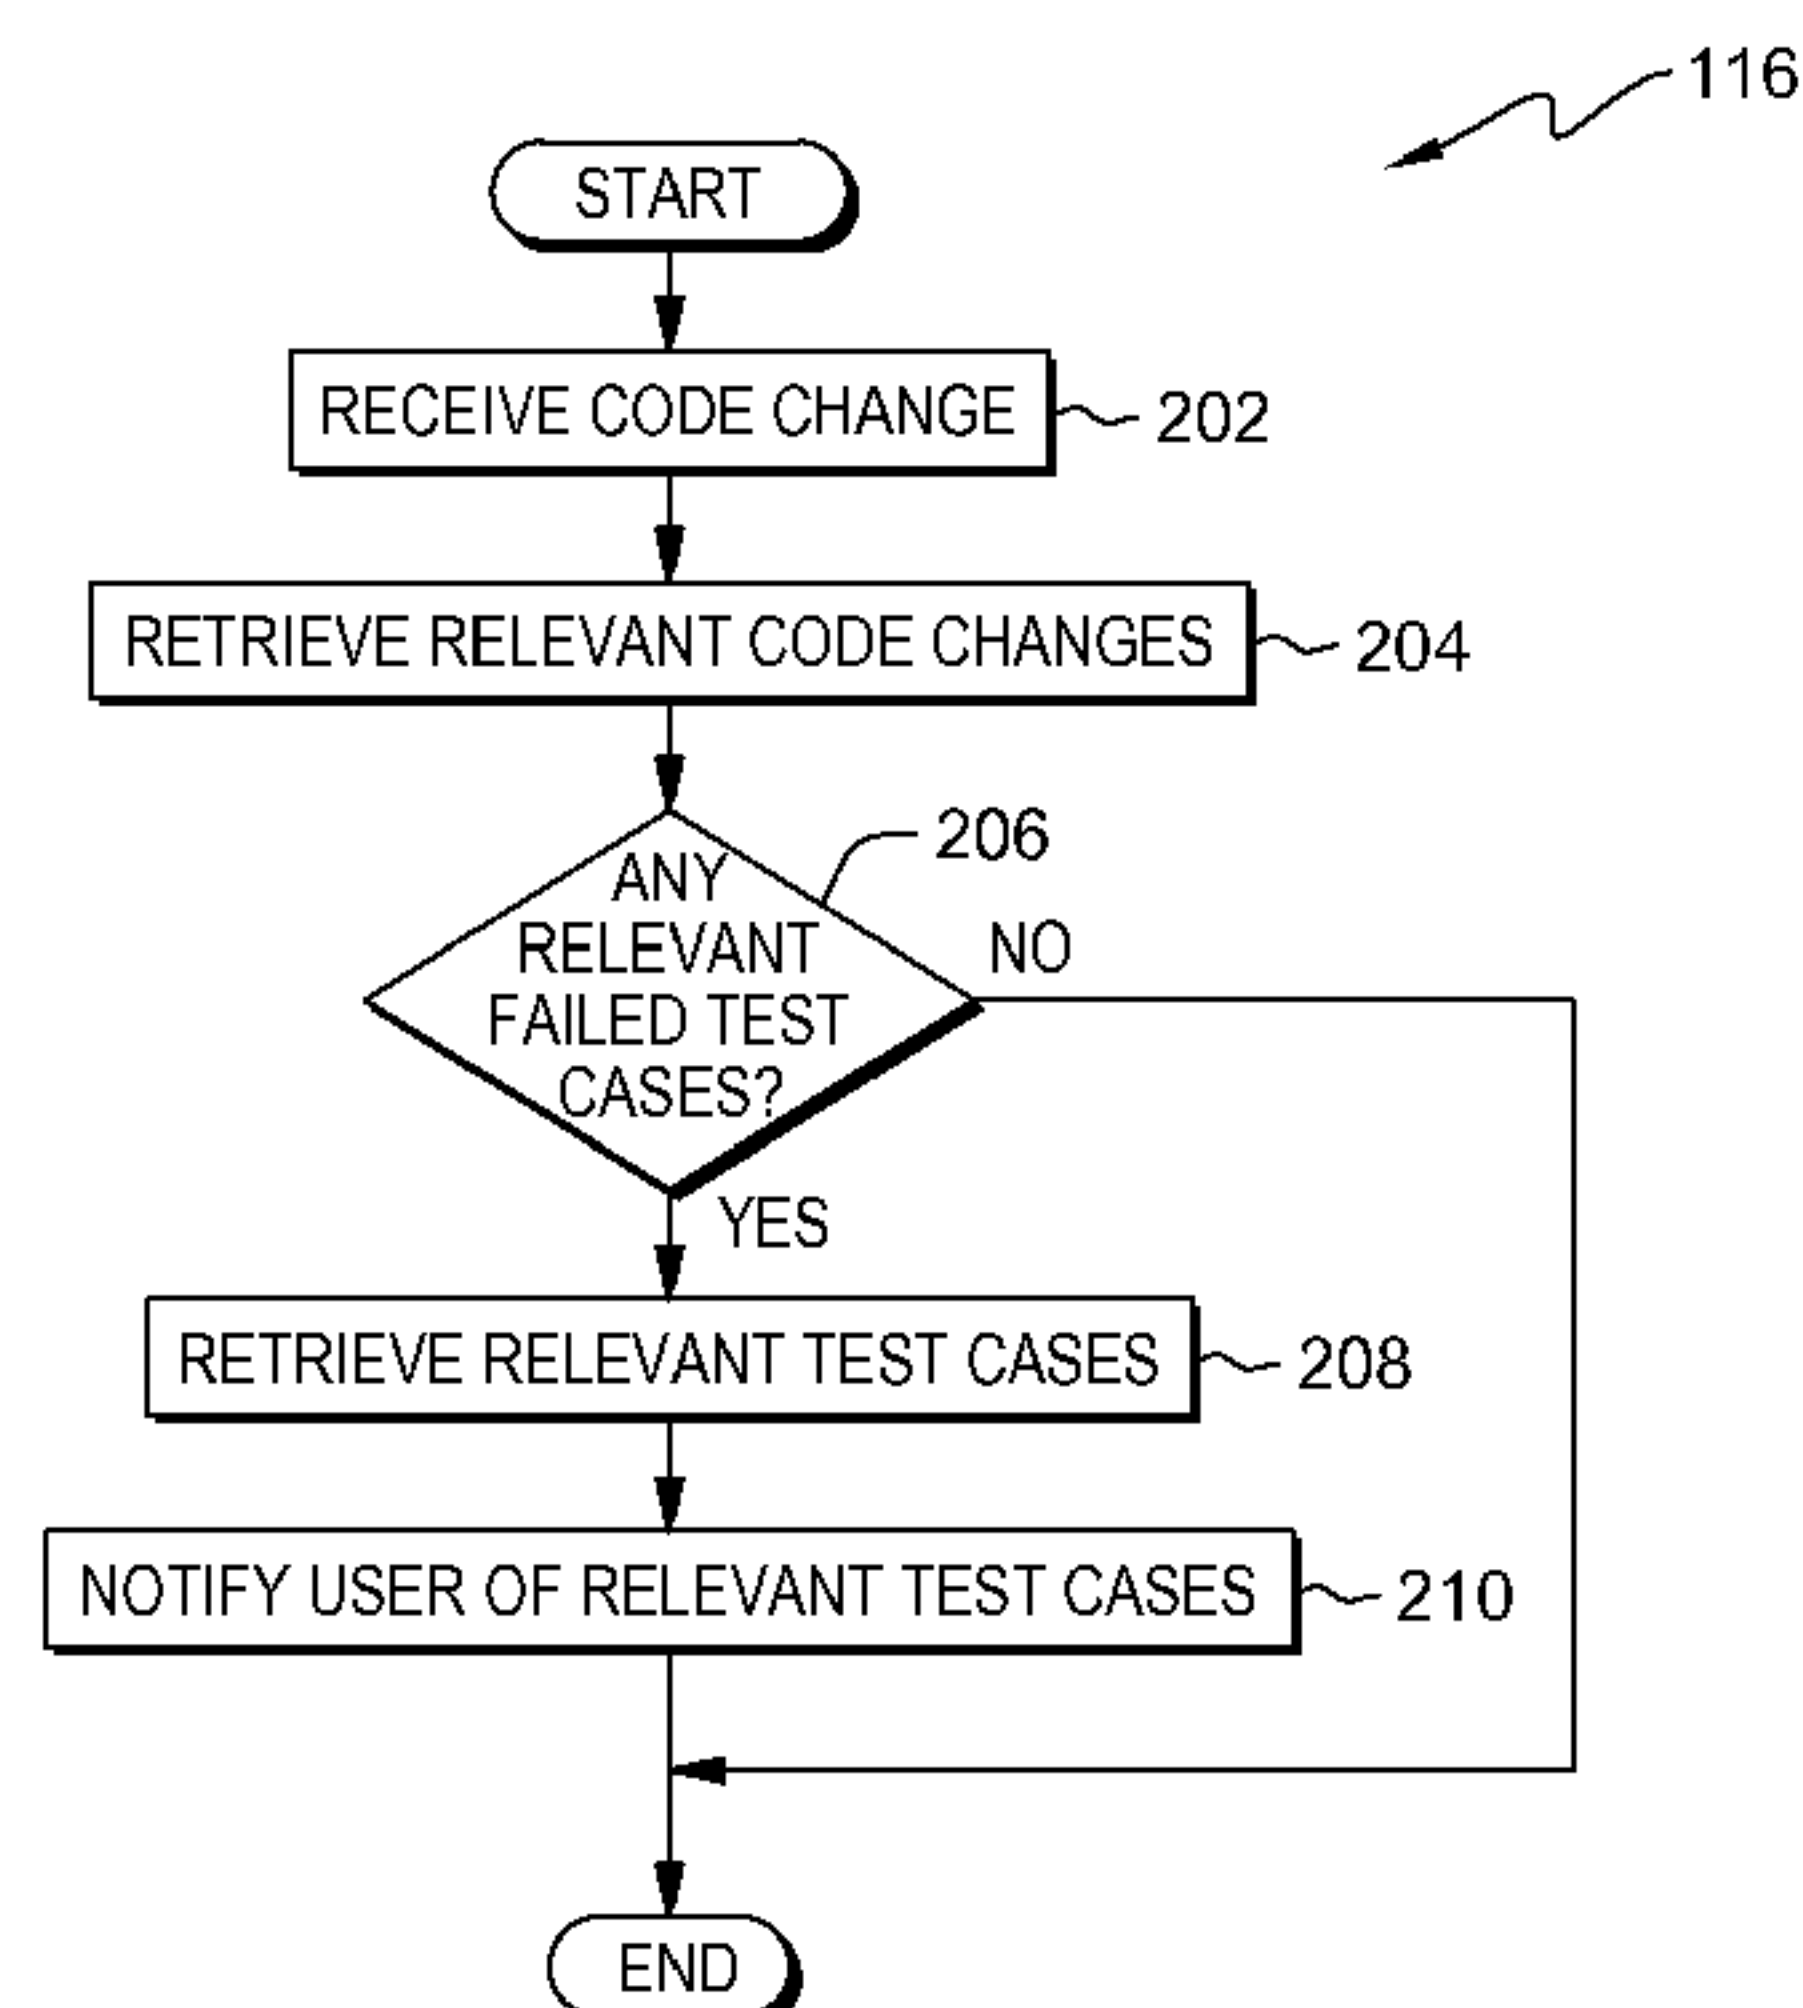 116
START
RECEIVE CODE CHANGE
202
RETRIEVE RELEVANT CODE CHANGES
204
206
ANY
RELEVANT
FAILED TEST
CASES?
NO
YES
RETRIEVE RELEVANT TEST CASES
208
NOTIFY USER OF RELEVANT TEST CASES
210
END